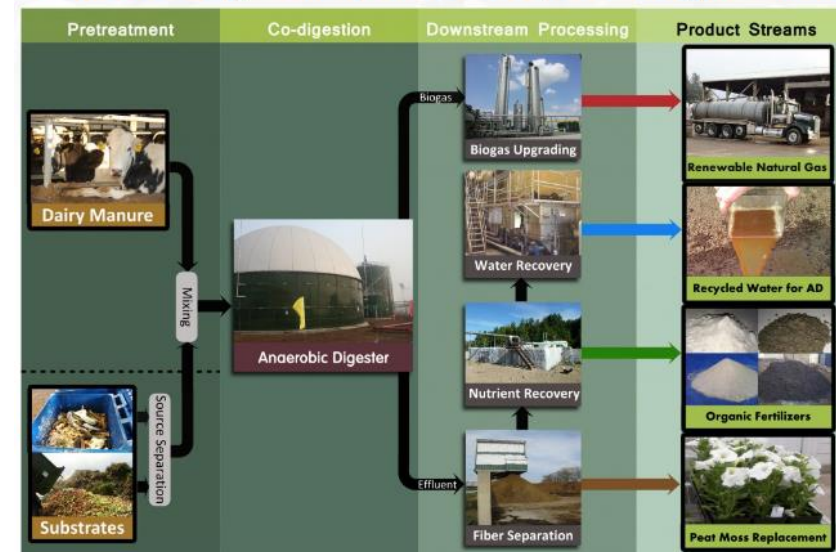 Pretreatment
Co-digestion
Downstream Processing
Product Streams
Dairy Manure
Mixing
Source Separation
Substrates
Anaerobic Digester
Biogas
Effluent
Biogas Upgrading
Water Recovery
Nutrient Recovery
Fiber Separation
Renewable Natural Gas
Recycled Water for AD
Organic Fertilizers
Peat Moss Replacement